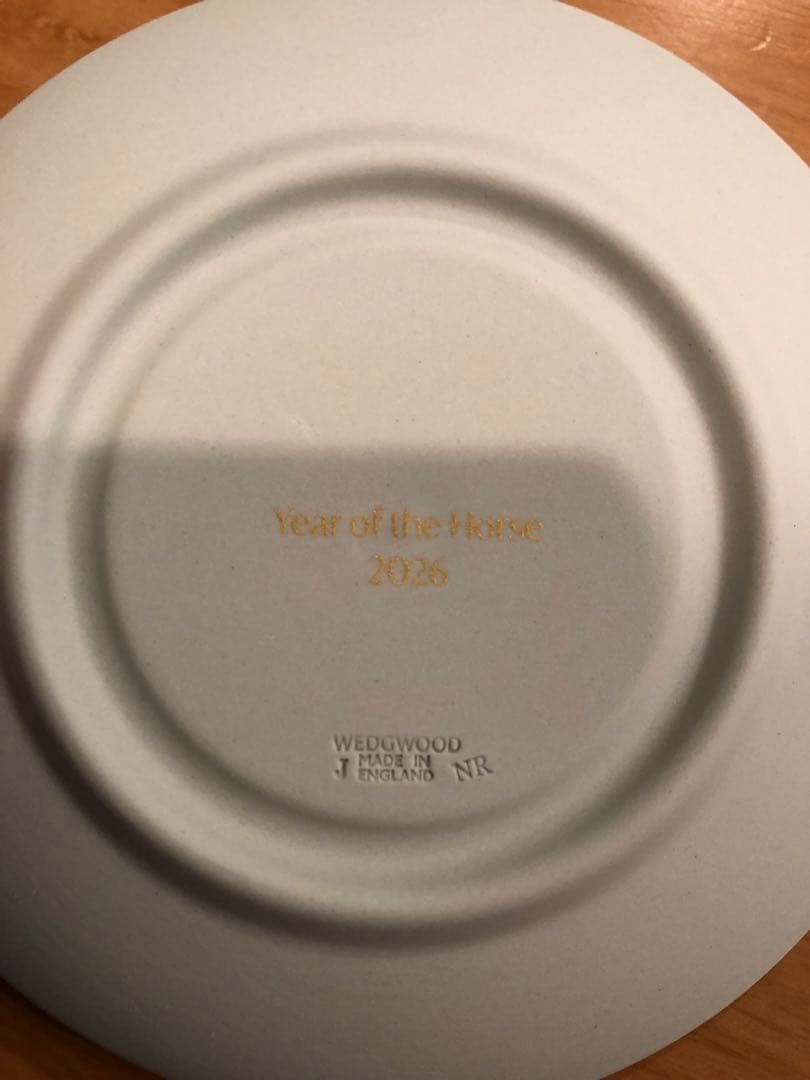 Year of the Horse
2026
WEDGWOOD
J MADE IN NR
ENGLAND